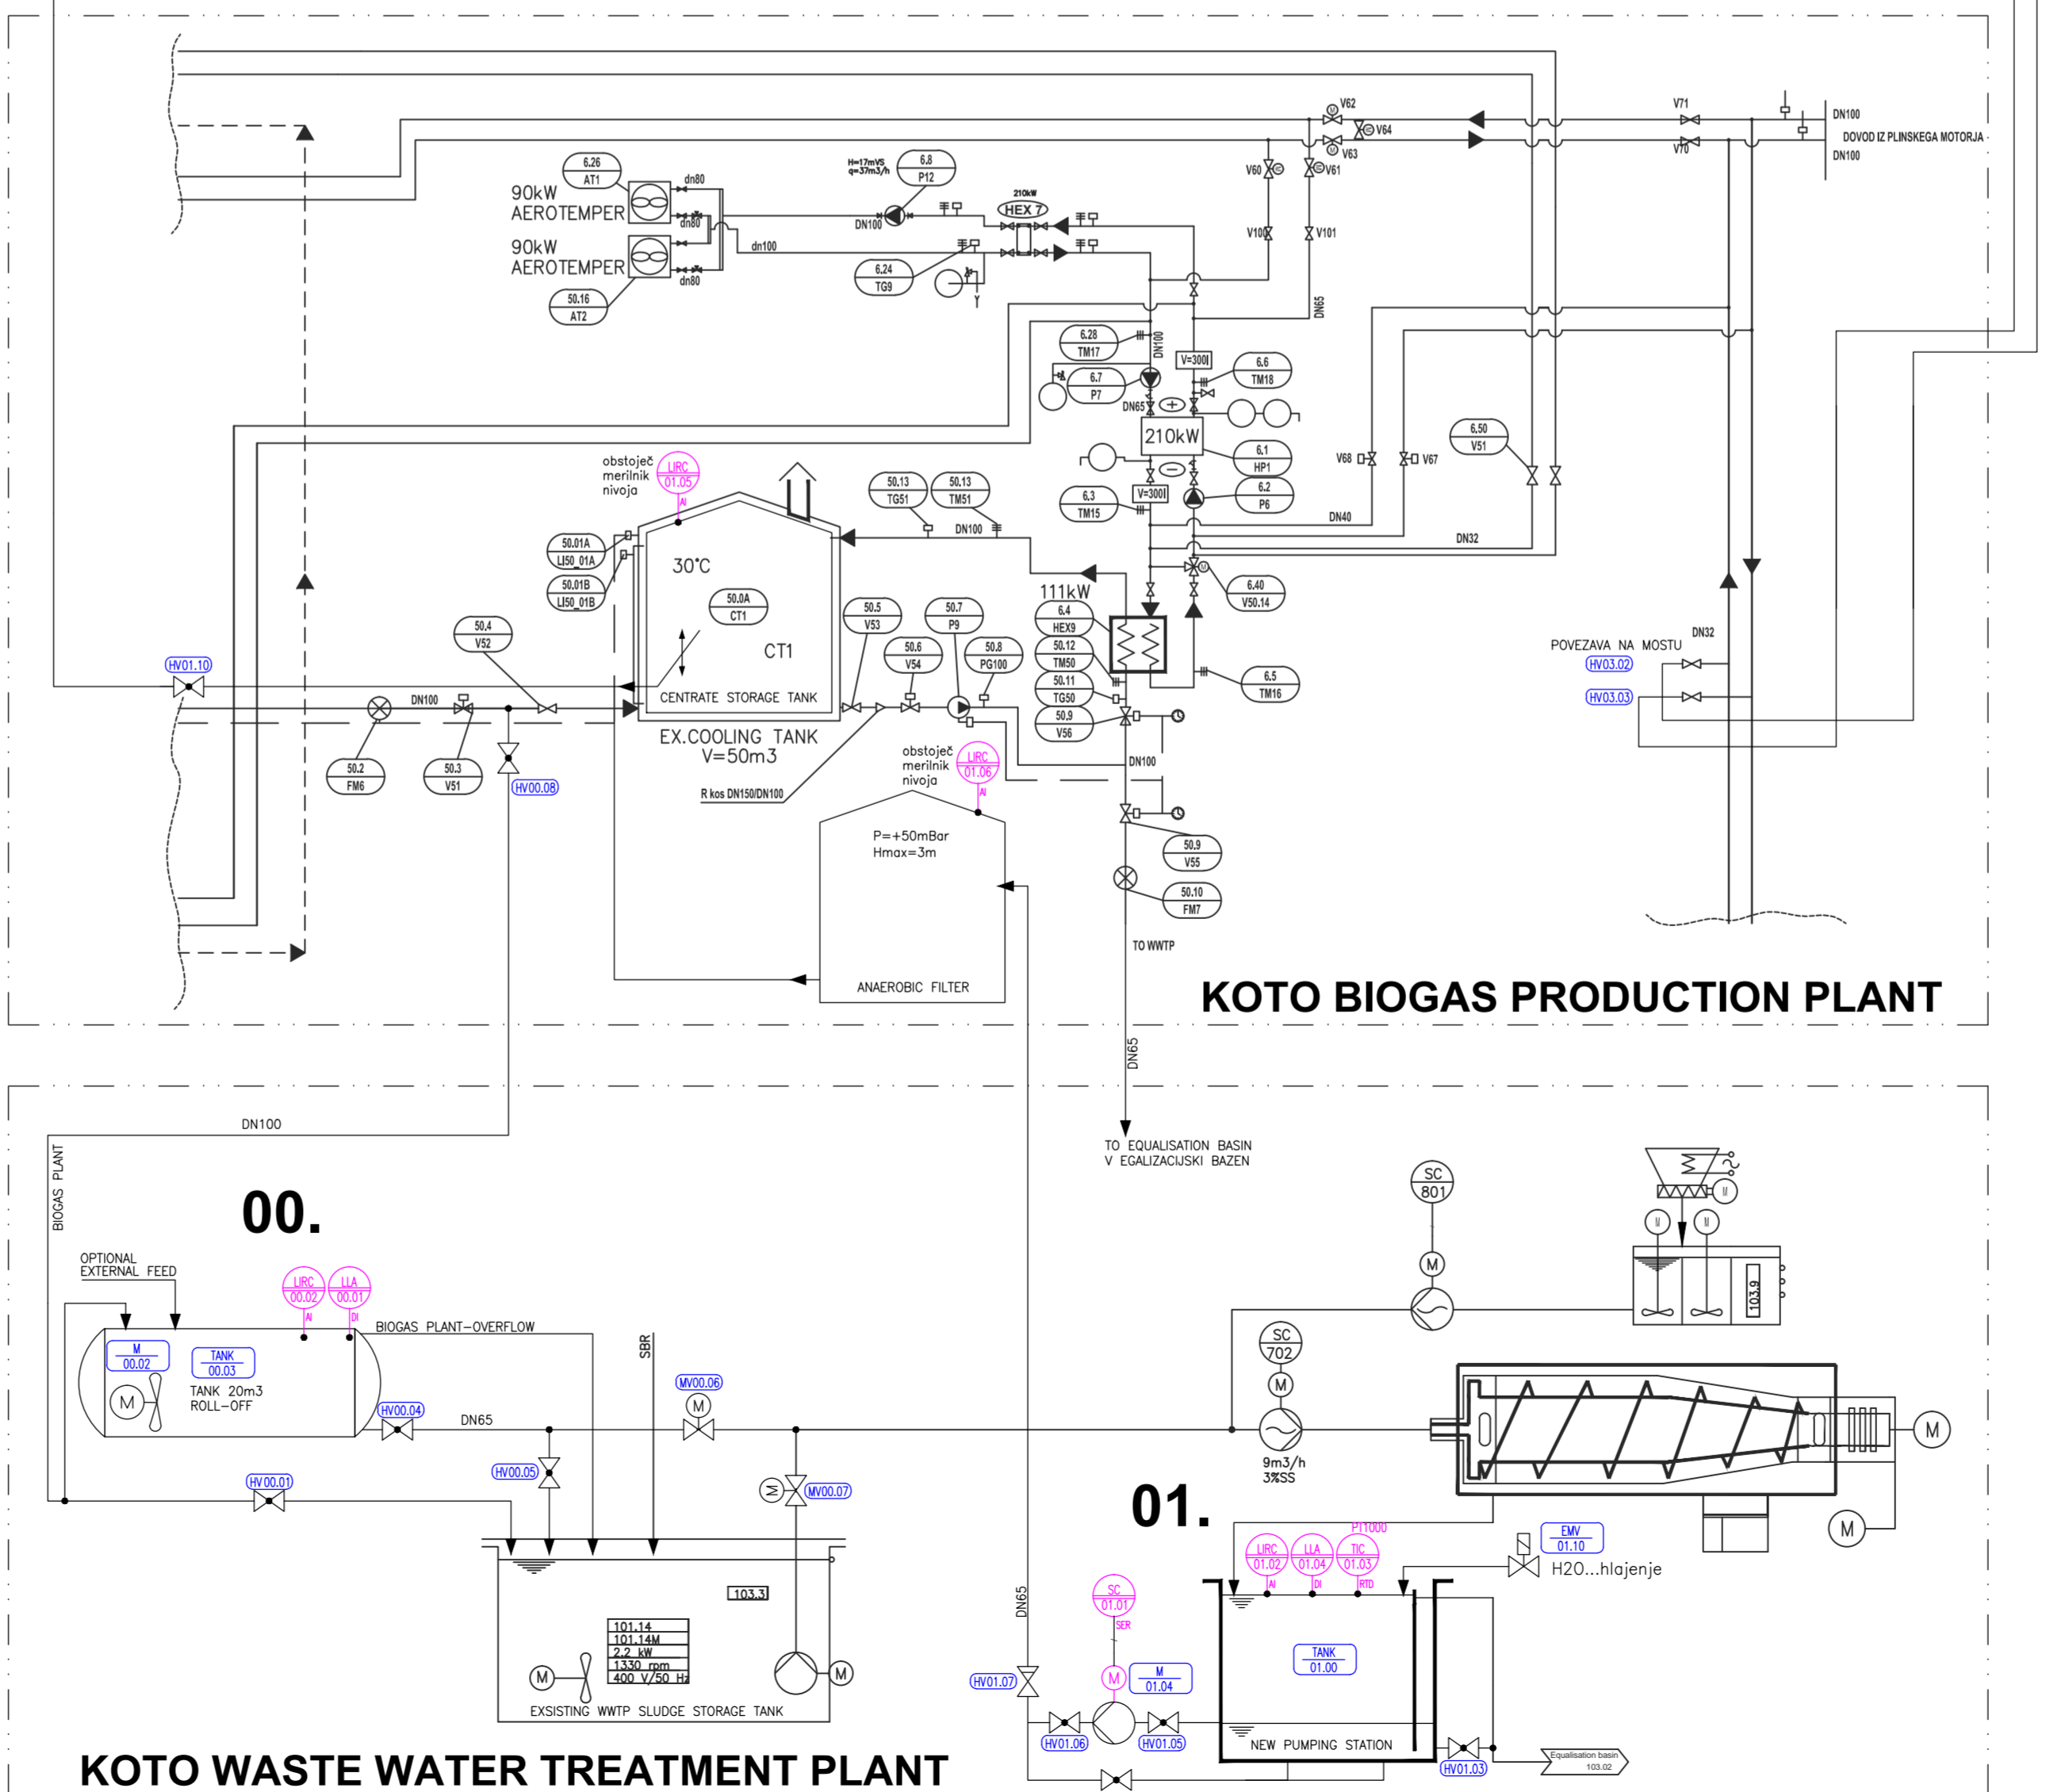 V62
V64
V63
V71
V70
DN100
DOVOD IZ PLINSKEGA MOTORJA
DN100
6.26
AT1
dn80
90kW
AEROTEMPER
dn80
90kW
AEROTEMPER
dn80
50.16
AT2
H=17mVS
q=37m3/h
6.8
P12
DN100
210kW
HEX 7
dn100
6.24
TG9
V60
V61
V100
V101
DN65
6.28
TM17
DN100
V=300l
6.6
TM18
6.7
P7
DN65
+
210kW
6.1
HP1
−
6.2
P6
V=300l
6.3
TM15
V68
V67
6.50
V51
DN40
DN32
obstoječ
merilnik
nivoja
LIRC
01.05
AI
50.13
TG51
50.13
TM51
DN100
50.01A
LI50_01A
50.01B
LI50_01B
30°C
50.0A
CT1
CT1
CENTRATE STORAGE TANK
EX.COOLING TANK
V=50m3
50.4
V52
HV01.10
DN100
50.2
FM6
50.3
V51
HV00.08
50.5
V53
50.6
V54
50.7
P9
50.8
PG100
111kW
6.4
HEX9
50.12
TM50
50.11
TG50
50.9
V56
6.40
V50.14
6.5
TM16
R kos DN150/DN100
obstoječ
merilnik
nivoja
LIRC
01.06
AI
DN100
50.9
V55
50.10
FM7
P=+50mBar
Hmax=3m
ANAEROBIC FILTER
TO WWTP
POVEZAVA NA MOSTU
DN32
HV03.02
HV03.03
KOTO BIOGAS PRODUCTION PLANT
DN65
TO EQUALISATION BASIN
V EGALIZACIJSKI BAZEN
DN100
BIOGAS PLANT
00.
OPTIONAL
EXTERNAL FEED
LIRC
00.02
AI
LLA
00.01
DI
BIOGAS PLANT-OVERFLOW
M
00.02
TANK
00.03
TANK 20m3
ROLL-OFF
M
HV00.04
DN65
SBR
MV00.06
M
HV00.05
HV00.01
M
MV00.07
103.3
101.14
101.14M
2.2 kW
1330 rpm
400 V/50 Hz
M
M
EXSISTING WWTP SLUDGE STORAGE TANK
SC
801
M
SC
702
M
9m3/h
3%SS
M
M
M
103.9
M
M
01.
DN65
SC
01.01
SER
M
M
01.04
HV01.07
HV01.06
HV01.05
PT1000
LIRC
01.02
AI
LLA
01.04
DI
TIC
01.03
RTD
EMV
01.10
H2O...hlajenje
TANK
01.00
NEW PUMPING STATION
HV01.03
Equalisation basin
103.02
KOTO WASTE WATER TREATMENT PLANT